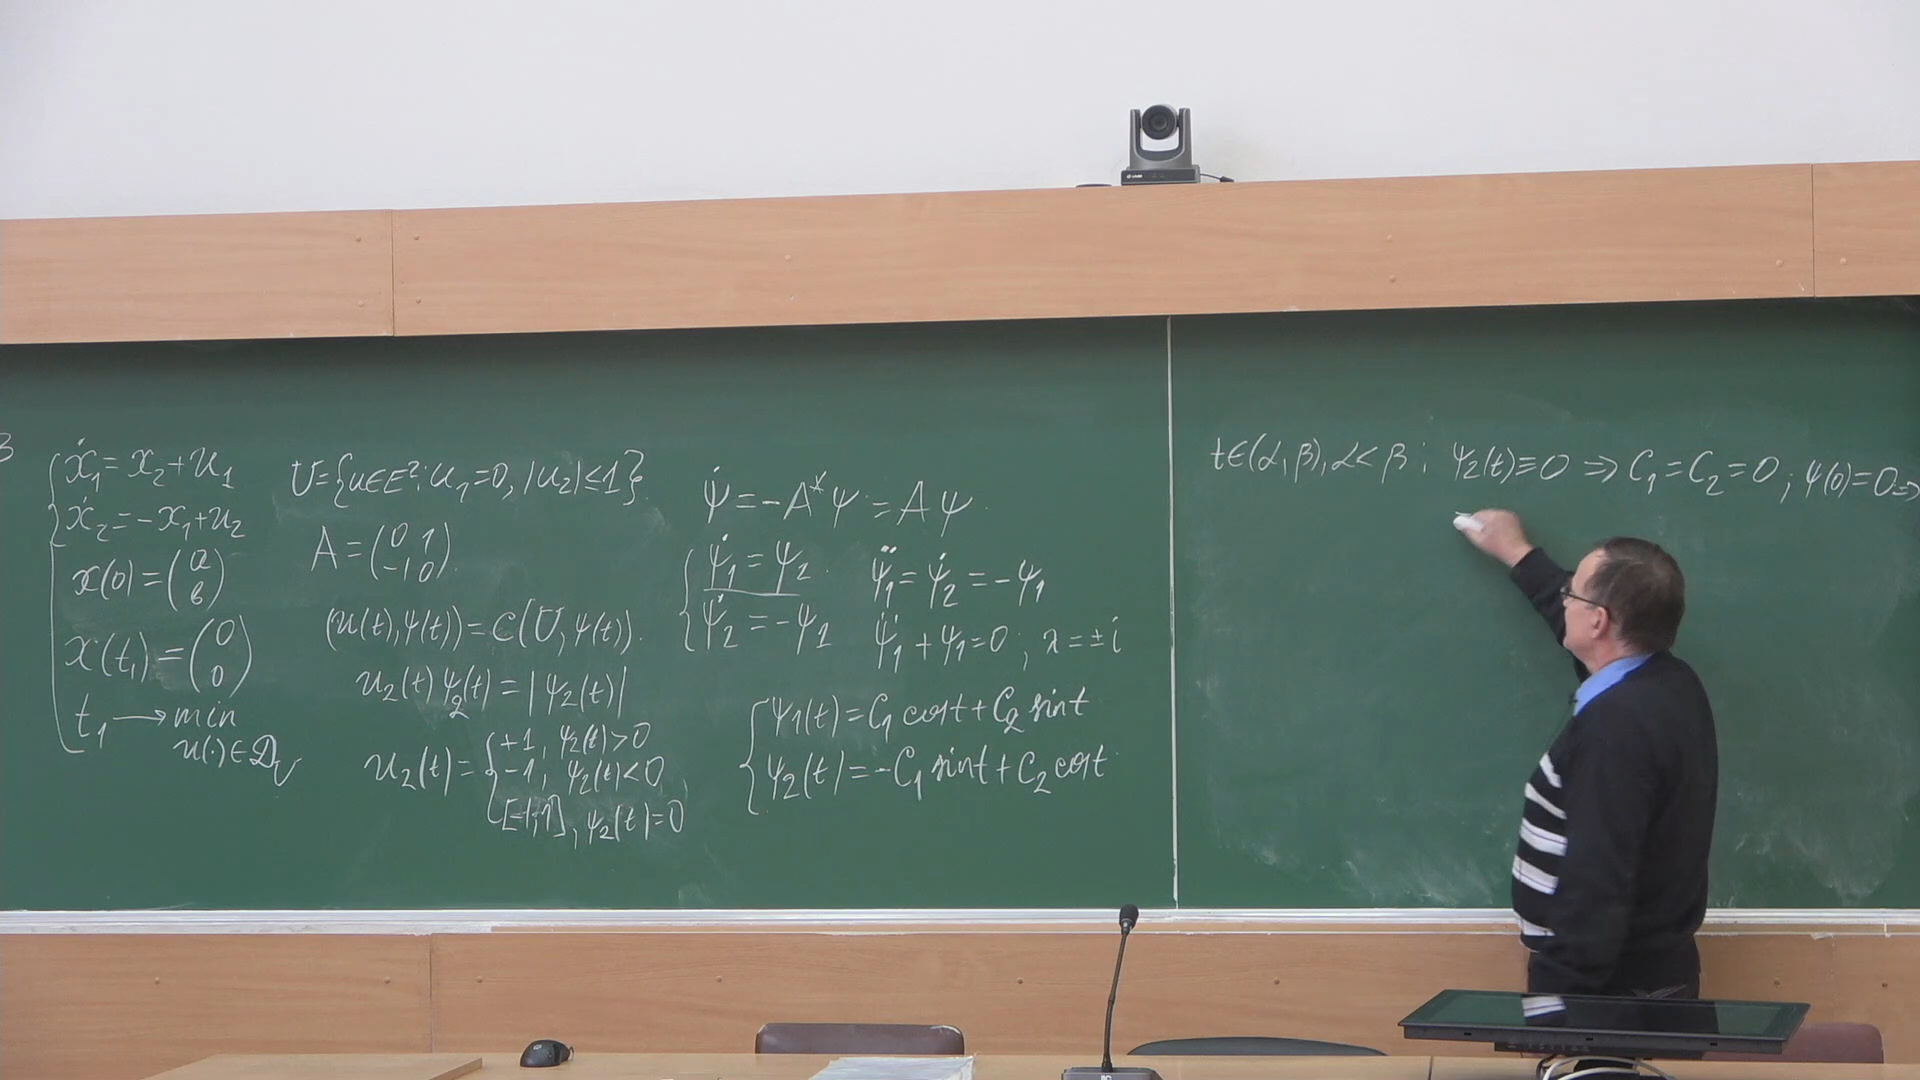 ẋ₁ = x₂ + u₁
ẋ₂ = -x₁ + u₂
x(0) = (a b)
x(t₁) = (0 0)
t₁ → min
u(·) ∈ D_U
U = {u ∈ E²: u₁ = 0, |u₂| ≤ 1}
A = (0 1 -1 0).
(u(t), ψ(t)) = c(U, ψ(t)).
u₂(t) ψ₂(t) = |ψ₂(t)|
u₂(t) = { +1, ψ₂(t) > 0
-1, ψ₂(t) < 0
[-1; 1], ψ₂(t) = 0
ψ̇ = -A*ψ = Aψ
ψ̇₁ = ψ₂
ψ̇₂ = -ψ₁
ψ̈₁ = ψ̇₂ = -ψ₁
ψ̈₁ + ψ₁ = 0; λ = ±i
ψ₁(t) = C₁ cos t + C₂ sin t
ψ₂(t) = -C₁ sin t + C₂ cos t
t ∈ (α, β), α < β: ψ₂(t) ≡ 0 ⇒ C₁ = C₂ = 0; ψ(0) = 0 ⇒